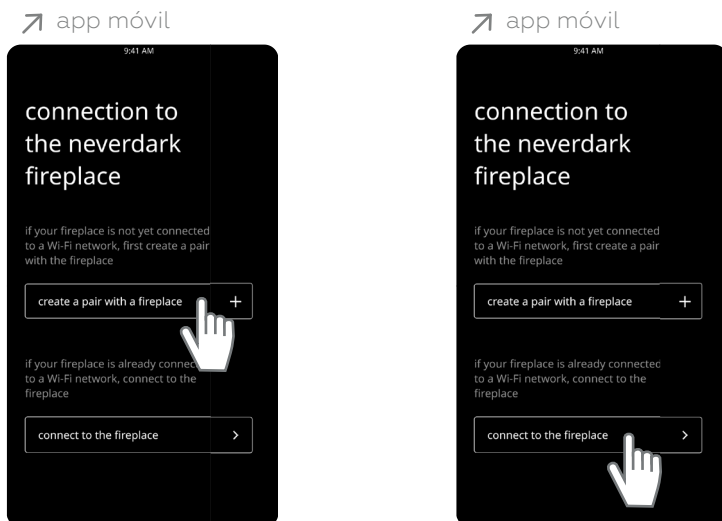 app móvil
9:41 AM
connection to
the neverdark
fireplace
if your fireplace is not yet connected
to a Wi-Fi network, first create a pair
with the fireplace
create a pair with a fireplace
if your fireplace is already connec
to a Wi-Fi network, connect to the
fireplace
connect to the fireplace
app móvil
9:41 AM
connection to
the neverdark
fireplace
if your fireplace is not yet connected
to a Wi-Fi network, first create a pair
with the fireplace
create a pair with a fireplace
if your fireplace is already connected
to a Wi-Fi network, connect to the
fireplace
connect to the fireplace